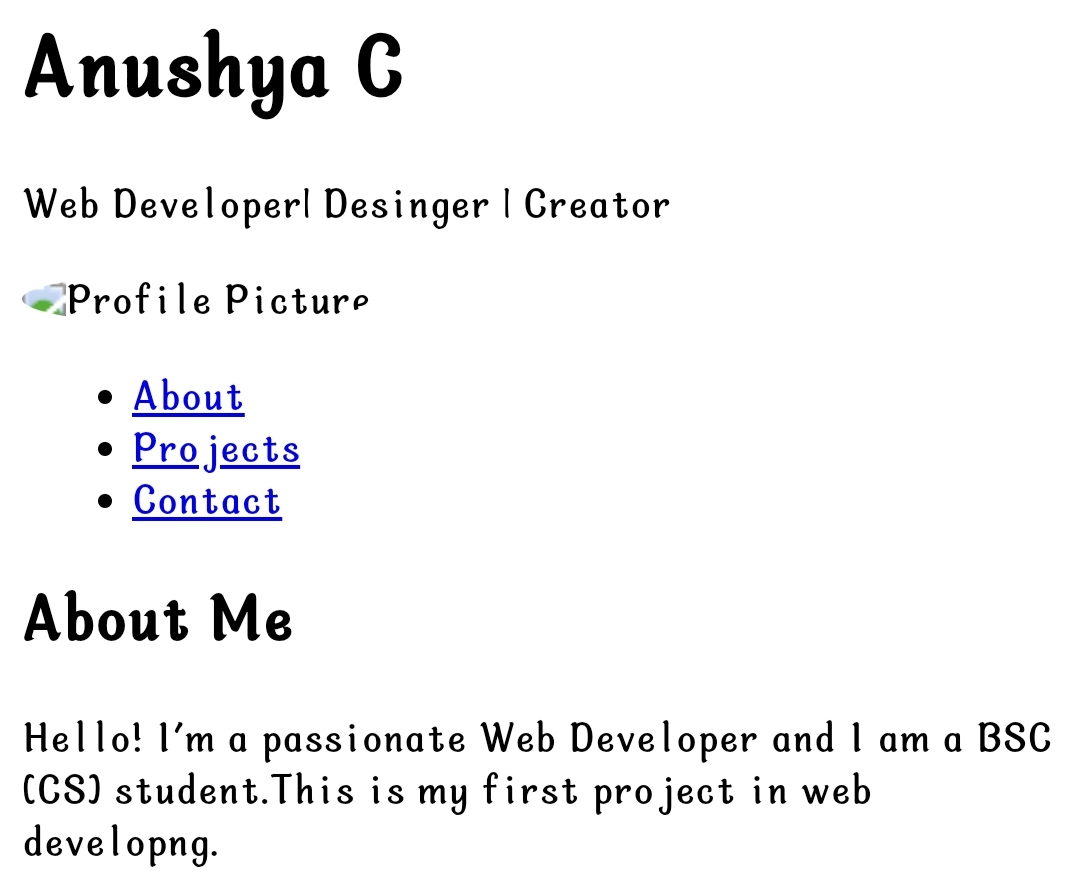 Anushya C
Web Developer| Desinger | Creator
Profile Picture
About
Projects
Contact
About Me
Hello! I'm a passionate Web Developer and I am a BSC
(CS) student.This is my first project in web
developng.